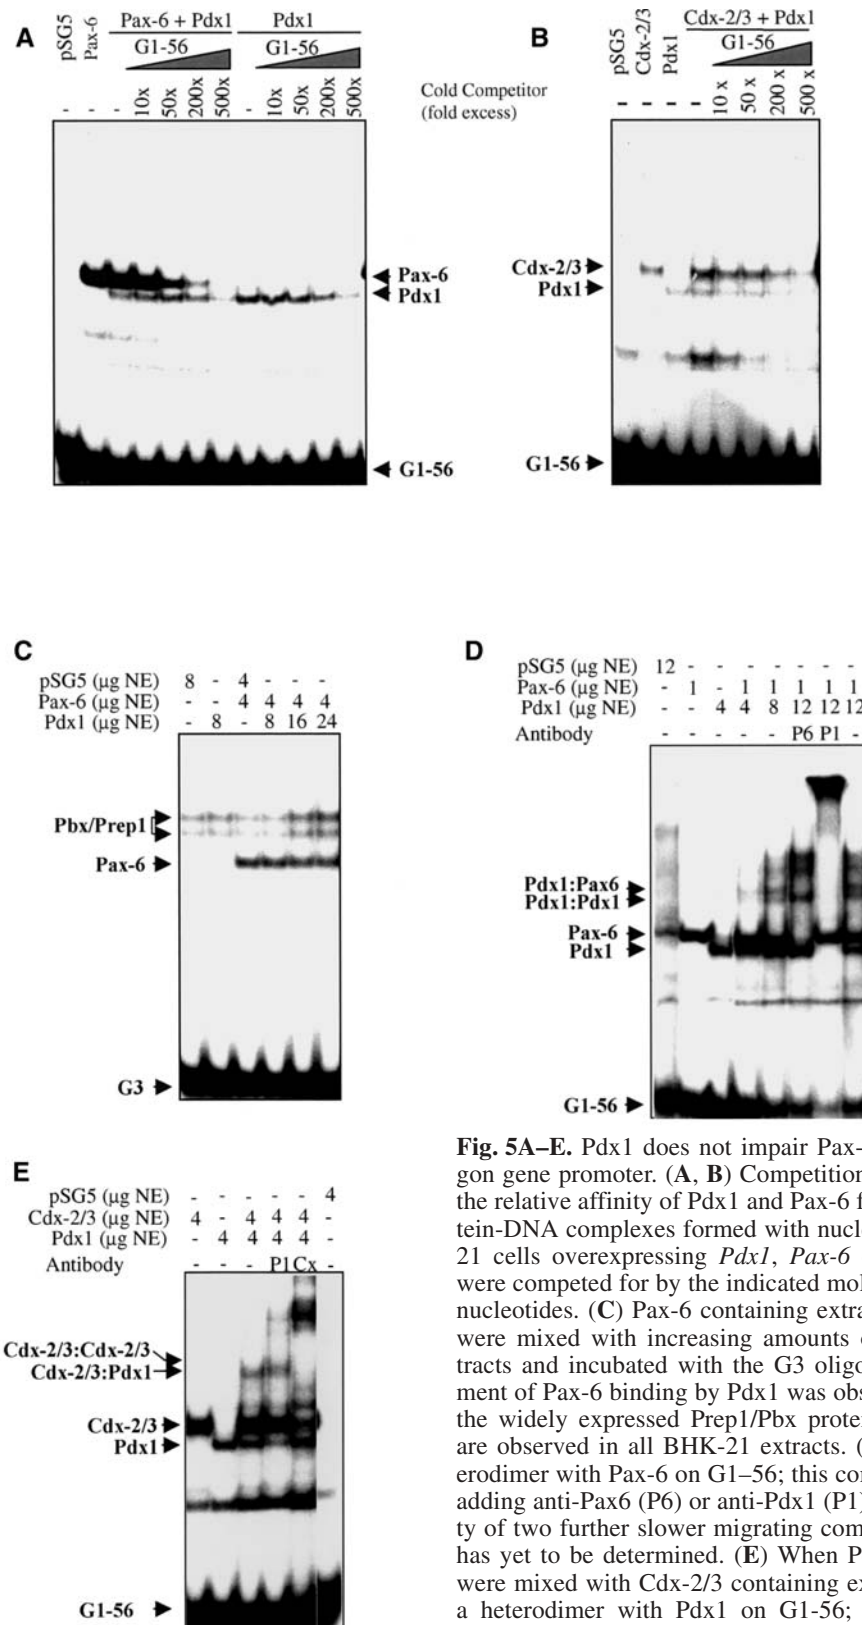 A
pSG5
Pax-6
Pax-6 + Pdx1
Pdx1
G1-56
G1-56
- - - 10x 50x 200x 500x - 10x 50x 200x 500x
Cold Competitor
(fold excess)
Pax-6
Pdx1
G1-56
B
pSG5
Cdx-2/3
Pdx1
Cdx-2/3 + Pdx1
G1-56
- - - - 10 x 50 x 200 x 500 x
Cdx-2/3
Pdx1
G1-56
C
pSG5 (µg NE) 8 - 4 - - -
Pax-6 (µg NE) - - 4 4 4 4
Pdx1 (µg NE) - 8 - 8 16 24
Pbx/Prep1
Pax-6
G3
D
pSG5 (µg NE) 12 - - - - - - -
Pax-6 (µg NE) - 1 - 1 1 1 1 1
Pdx1 (µg NE) - - 4 4 8 12 12 12
Antibody - - - - - P6 P1 -
Pdx1:Pax6
Pdx1:Pdx1
Pax-6
Pdx1
G1-56
E
pSG5 (µg NE) - - - - - 4
Cdx-2/3 (µg NE) 4 - 4 4 4 -
Pdx1 (µg NE) - 4 4 4 4 -
Antibody - - - P1 Cx -
Cdx-2/3:Cdx-2/3
Cdx-2/3:Pdx1
Cdx-2/3
Pdx1
G1-56
Fig. 5A–E. Pdx1 does not impair Pax-
gon gene promoter. (A, B) Competition
the relative affinity of Pdx1 and Pax-6 f
tein-DNA complexes formed with nucl
21 cells overexpressing Pdx1, Pax-6
were competed for by the indicated mol
nucleotides. (C) Pax-6 containing extra
were mixed with increasing amounts
tracts and incubated with the G3 oligo
ment of Pax-6 binding by Pdx1 was obs
the widely expressed Prep1/Pbx protei
are observed in all BHK-21 extracts. (
erodimer with Pax-6 on G1–56; this co
adding anti-Pax6 (P6) or anti-Pdx1 (P1)
ty of two further slower migrating com
has yet to be determined. (E) When P
were mixed with Cdx-2/3 containing ex
a heterodimer with Pdx1 on G1-56;